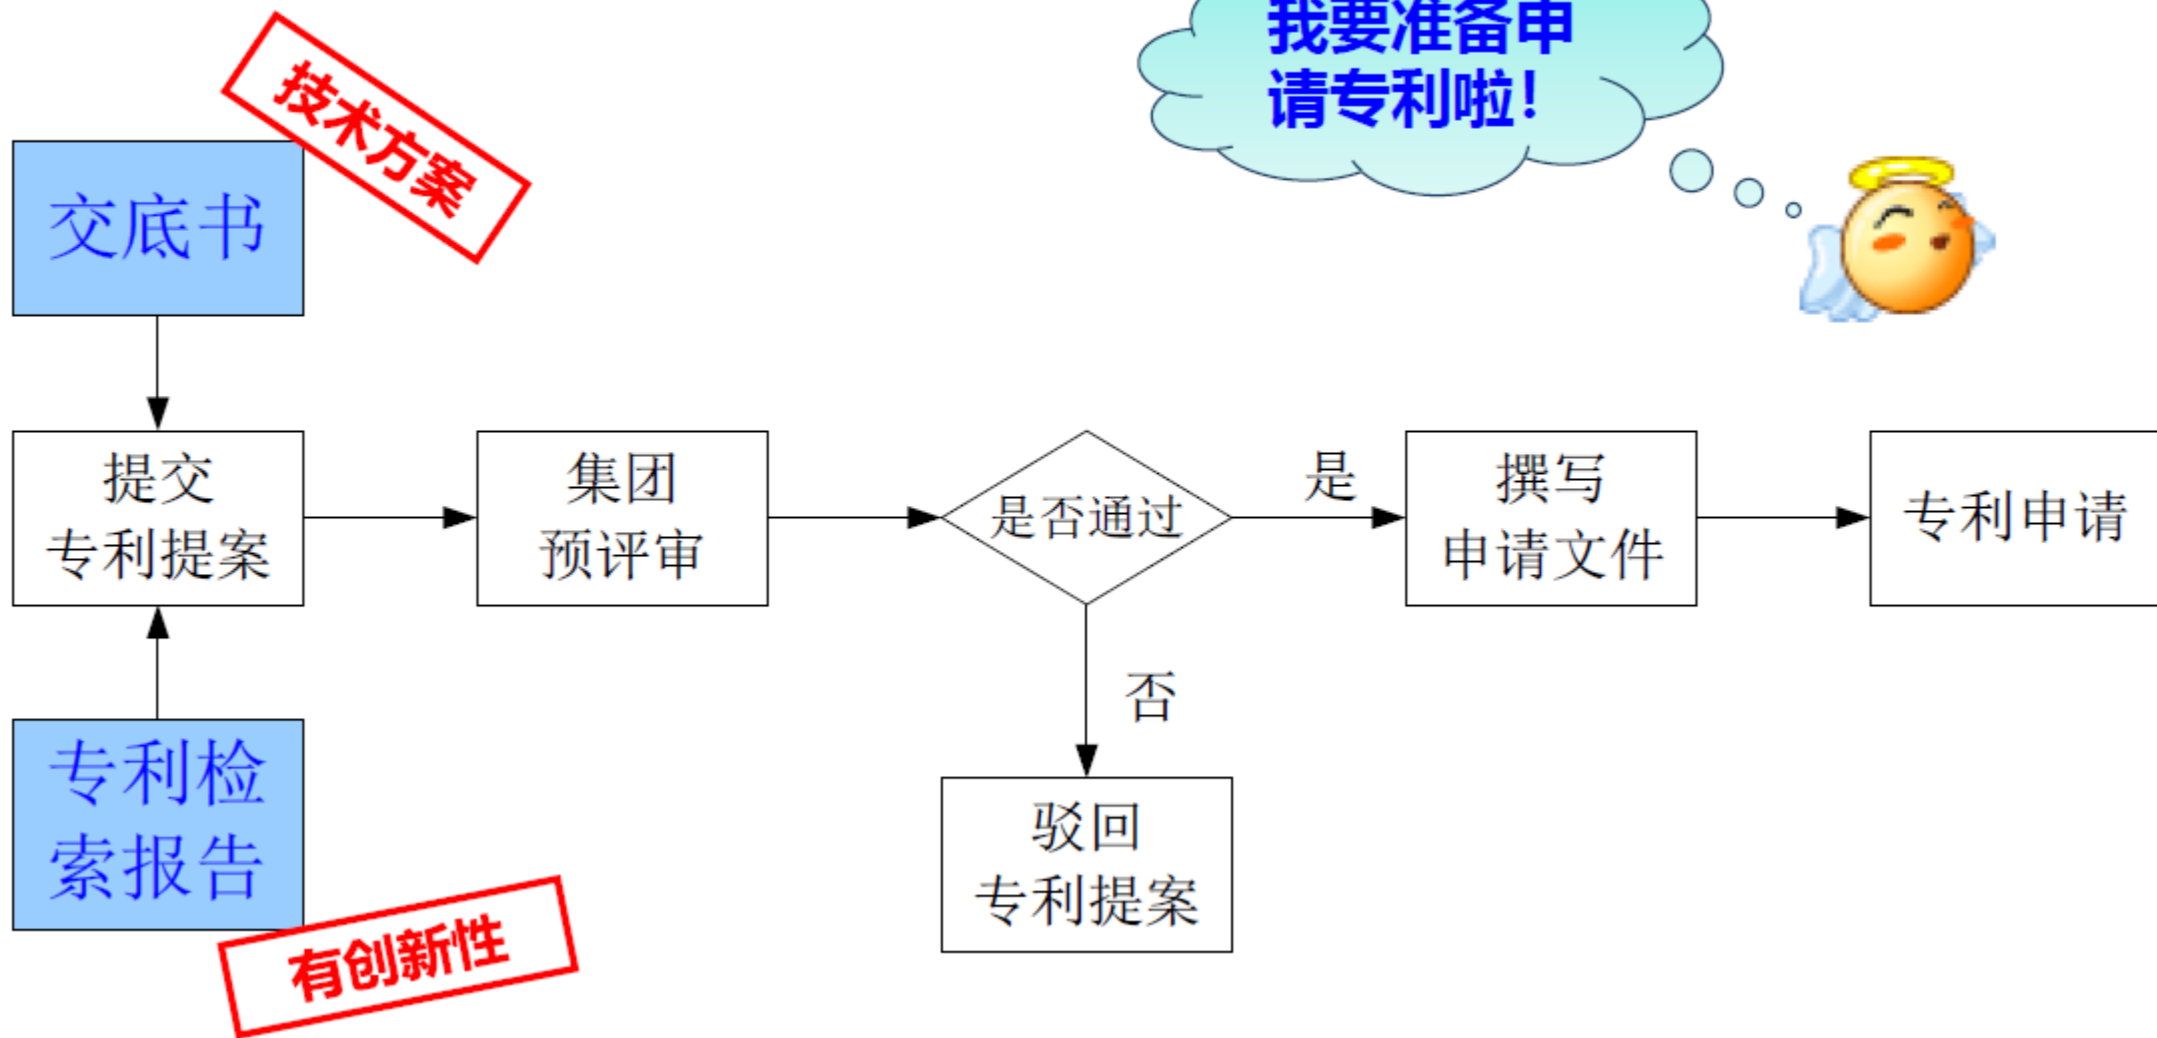 我要准备申
请专利啦！
技术方案
交底书
提交
专利提案
集团
预评审
是否通过
是
撰写
申请文件
专利申请
否
专利检
索报告
驳回
专利提案
有创新性